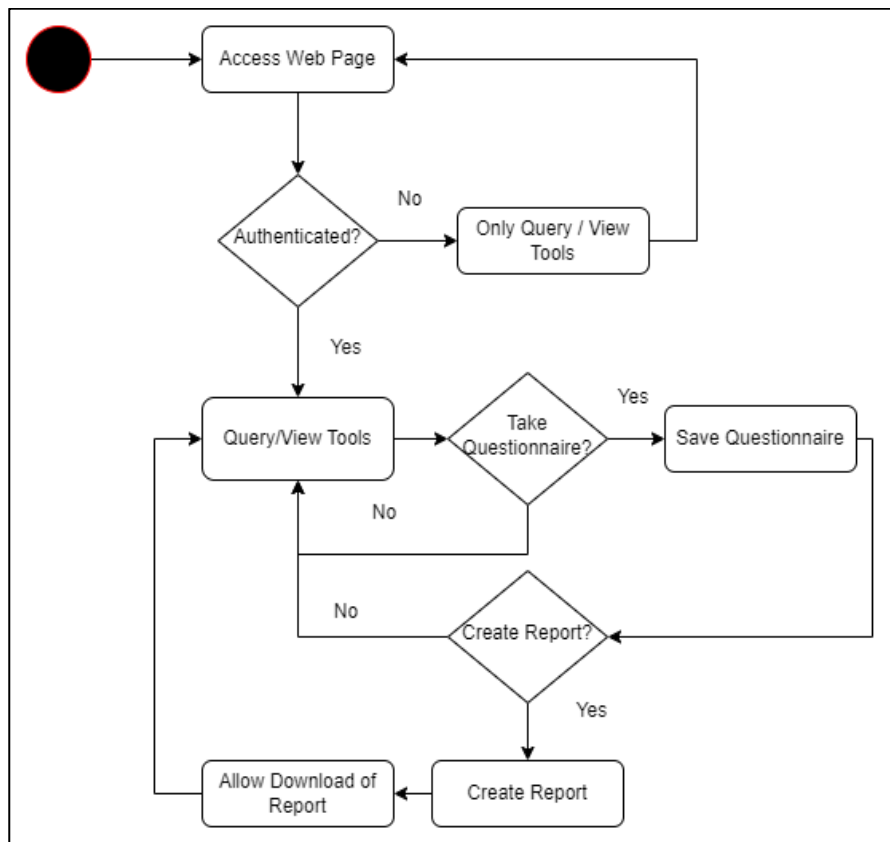 Access Web Page
No
Authenticated?
Only Query / View
Tools
Yes
Query/View Tools
Take
Questionnaire?
Yes
Save Questionnaire
No
No
Create Report?
Yes
Allow Download of
Report
Create Report